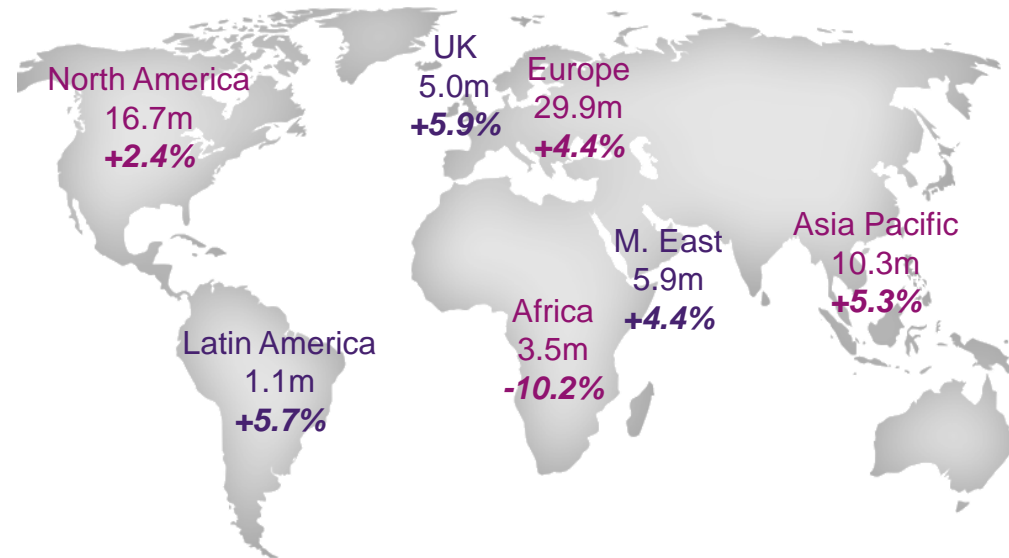 North America
16.7m
+2.4%
UK
5.0m
+5.9%
Europe
29.9m
+4.4%
M. East
5.9m
+4.4%
Asia Pacific
10.3m
+5.3%
Africa
3.5m
-10.2%
Latin America
1.1m
+5.7%